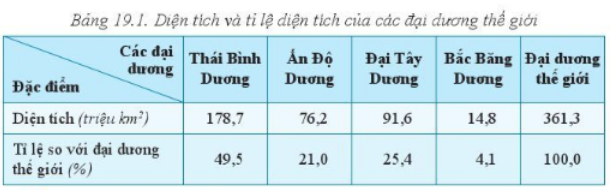 Bảng 19.1. Diện tích và tỉ lệ diện tích của các đại dương thế giới
Các đại dương
Đặc điểm
Thái Bình Dương
Ấn Độ Dương
Đại Tây Dương
Bắc Băng Dương
Đại dương thế giới
Diện tích (triệu km²) 178,7 76,2 91,6 14,8 361,3
Tỉ lệ so với đại dương thế giới (%) 49,5 21,0 25,4 4,1 100,0